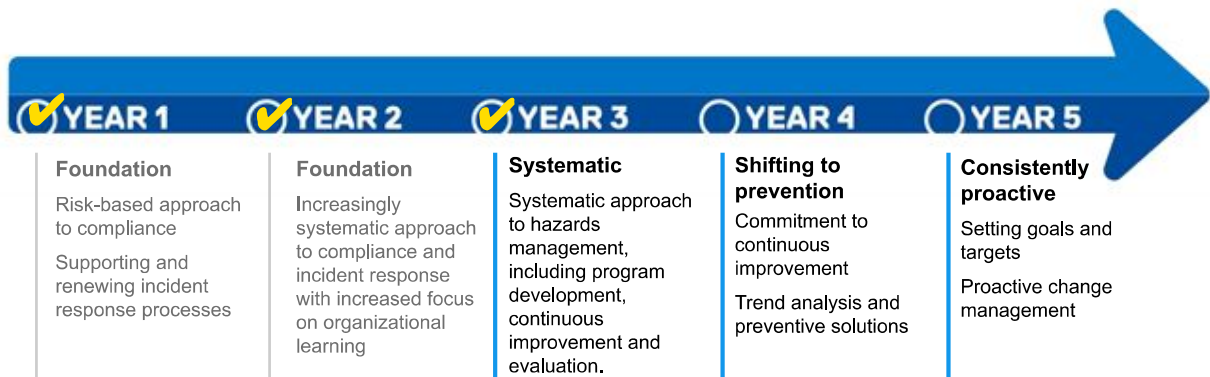 YEAR 1
YEAR 2
YEAR 3
YEAR 4
YEAR 5
Foundation
Risk-based approach
to compliance
Supporting and
renewing incident
response processes
Foundation
Increasingly
systematic approach
to compliance and
incident response
with increased focus
on organizational
learning
Systematic
Systematic approach
to hazards
management,
including program
development,
continuous
improvement and
evaluation.
Shifting to
prevention
Commitment to
continuous
improvement
Trend analysis and
preventive solutions
Consistently
proactive
Setting goals and
targets
Proactive change
management